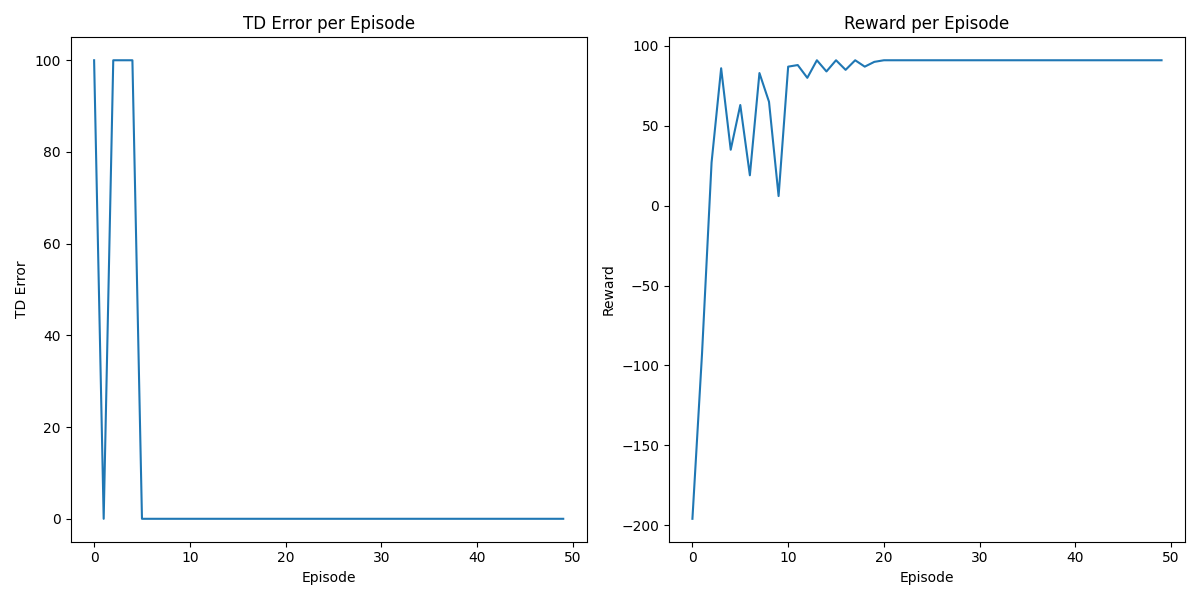 TD Error per Episode
100
80
60
40
20
0
TD Error
0 10 20 30 40 50
Episode
Reward per Episode
100
50
0
−50
−100
−150
−200
Reward
0 10 20 30 40 50
Episode